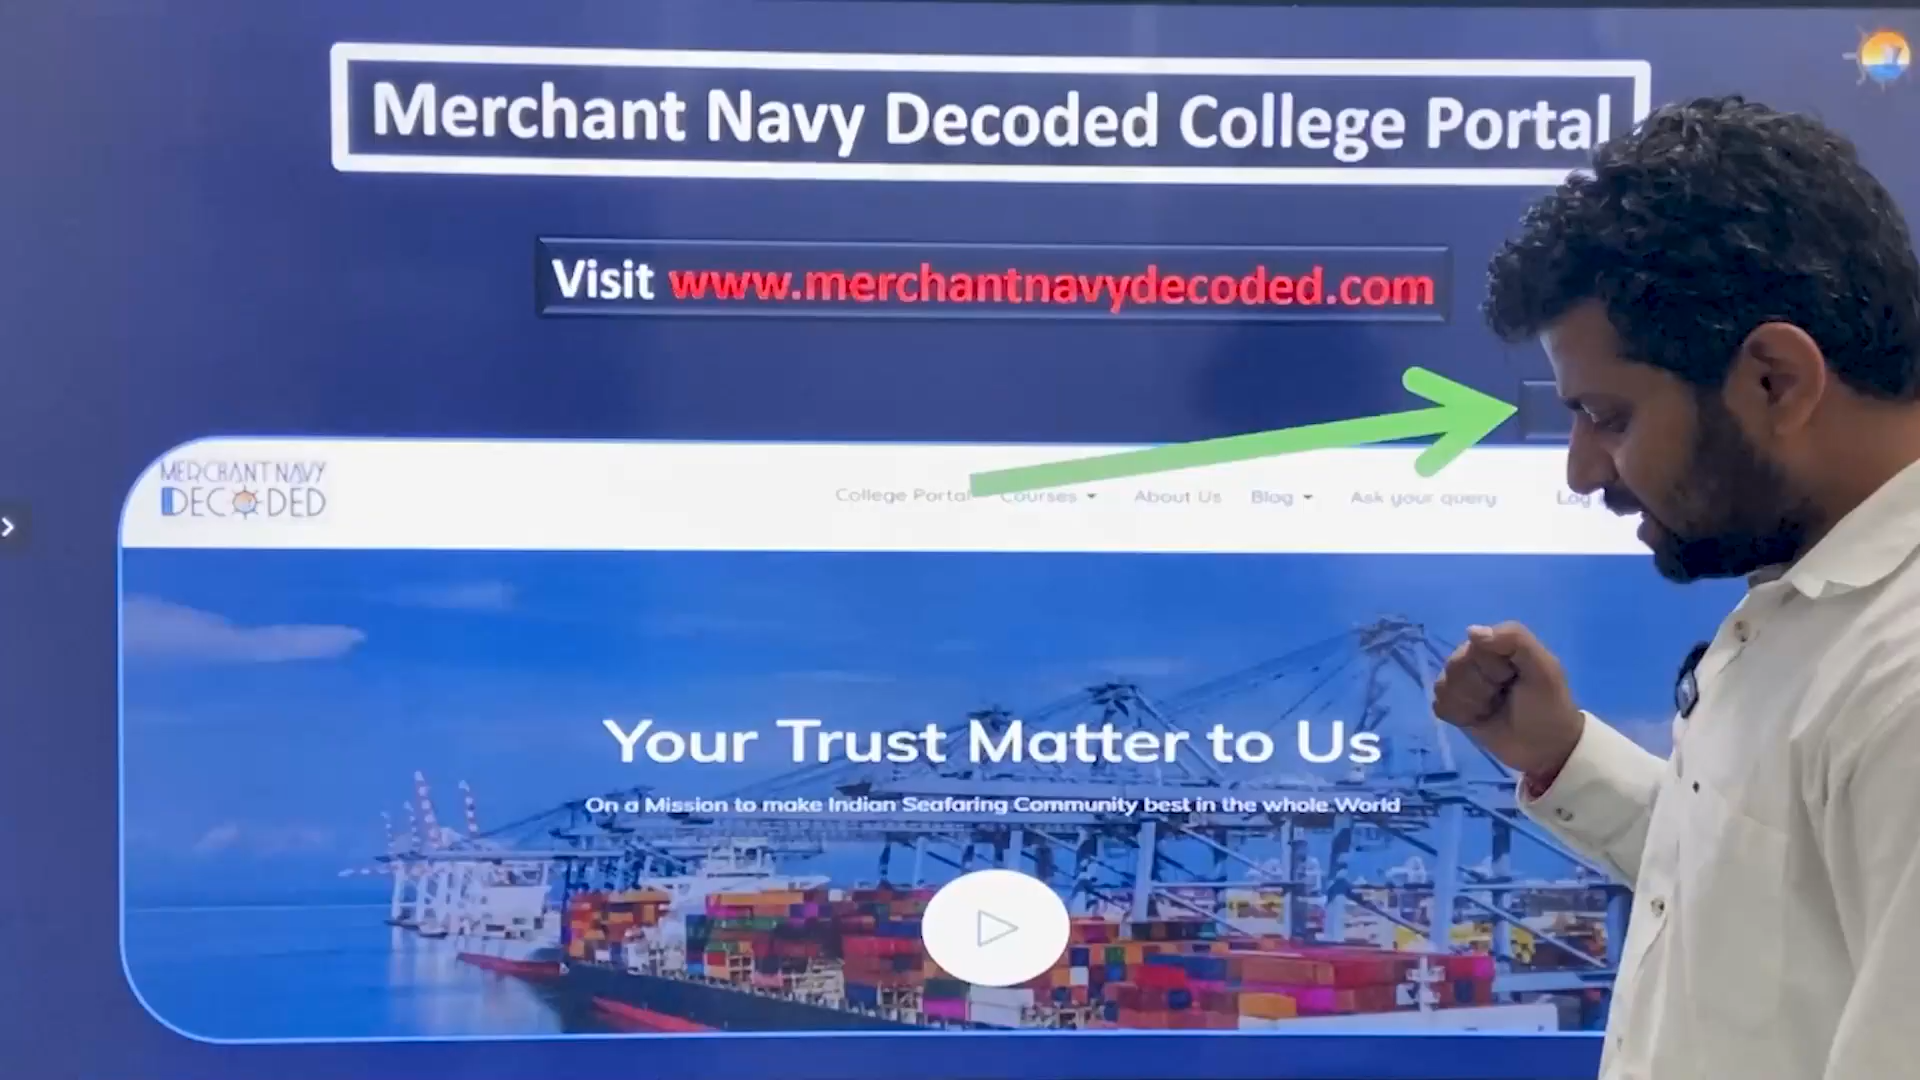 Merchant Navy Decoded College Portal
Visit www.merchantnavydecoded.com
MERCHANT NAVY
DECODED
College Portal Courses About Us Blog Ask your query Log
Your Trust Matter to Us
On a Mission to make Indian Seafaring Community best in the whole World